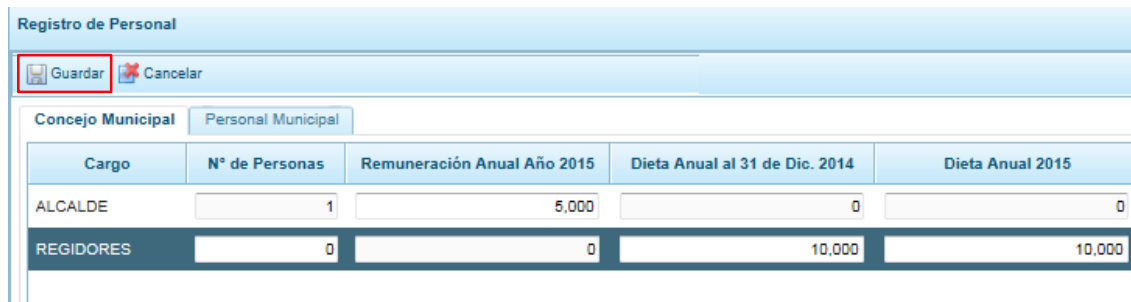 Registro de Personal
Guardar Cancelar
Concejo Municipal Personal Municipal
Cargo N° de Personas Remuneración Anual Año 2015 Dieta Anual al 31 de Dic. 2014 Dieta Anual 2015
ALCALDE 1 5,000 0 0
REGIDORES 0 0 10,000 10,000